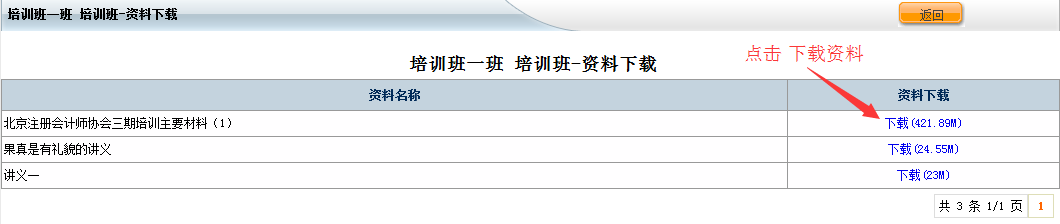 培训班一班 培训班-资料下载
返回
点击 下载资料
培训班一班 培训班-资料下载
资料名称 资料下载
北京注册会计师协会三期培训主要材料（1） 下载(421.89M)
果真是有礼貌的讲义 下载(24.55M)
讲义一 下载(23M)
共 3 条 1/1 页 1